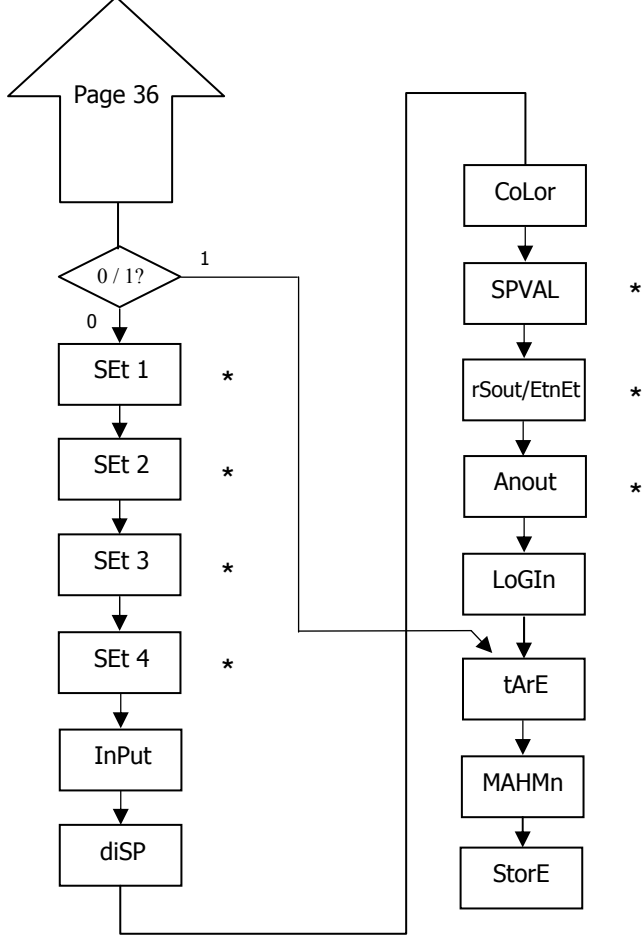 Page 36
0 / 1?
1
0
SEt 1
*
SEt 2
*
SEt 3
*
SEt 4
*
InPut
diSP
CoLor
SPVAL
*
rSout/EtnEt
*
Anout
*
LoGIn
tArE
MAHMn
StorE